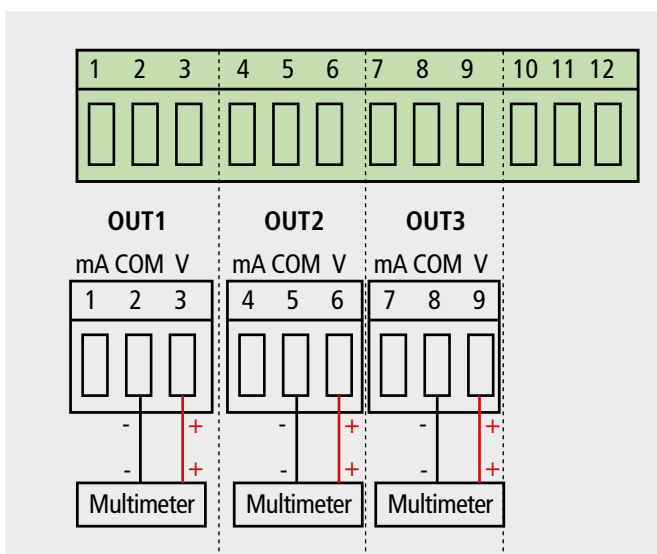 1 2 3 4 5 6 7 8 9 10 11 12
OUT1 OUT2 OUT3
mA COM V mA COM V mA COM V
1 2 3 4 5 6 7 8 9
- + - + - +
- + - + - +
Multimeter Multimeter Multimeter